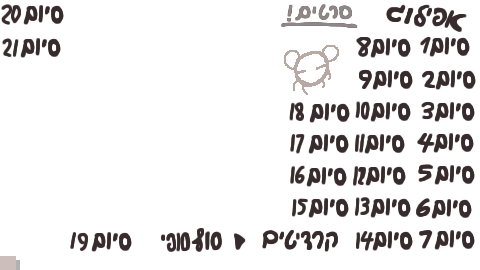 אפילוג סרטים! סיום 20
סיום 1 סיום 8 סיום 21
סיום 2 סיום 9
סיום 3 סיום 10 סיום 18
סיום 4 סיום 11 סיום 17
סיום 5 סיום 12 סיום 16
סיום 6 סיום 13 סיום 15
סיום 7 סיום 14 קרדיטים ◄ סוף סופי סיום 19